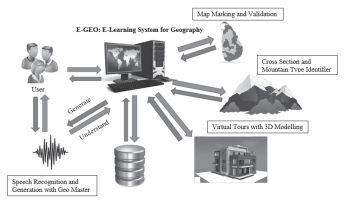 Map Marking and Validation
E-GEO: E-Learning System for Geography
Cross Section and
Mountain Type Identifier
User
Generate
Understand
Virtual Tours with 3D Modelling
Speech Recognition and
Generation with Geo Master